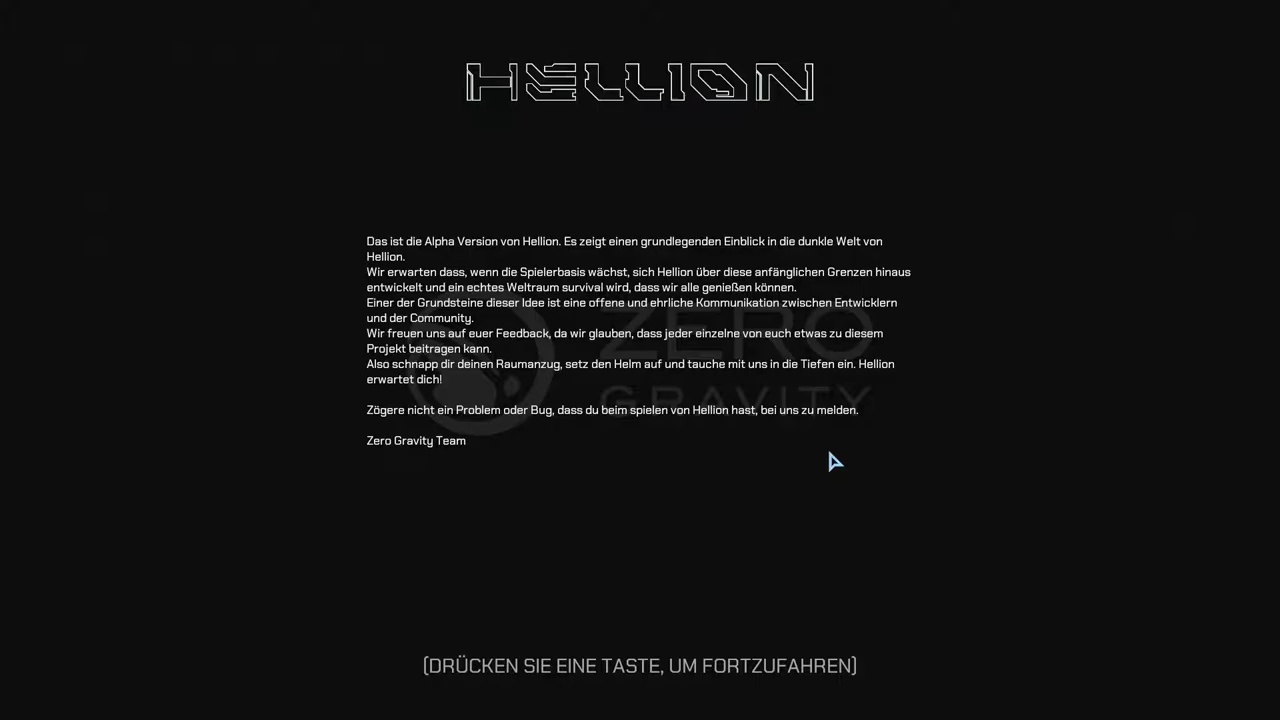 HELLION
Das ist die Alpha Version von Hellion. Es zeigt einen grundlegenden Einblick in die dunkle Welt von
Hellion.
Wir erwarten dass, wenn die Spielerbasis wächst, sich Hellion über diese anfänglichen Grenzen hinaus
entwickelt und ein echtes Weltraum survival wird, dass wir alle genießen können.
Einer der Grundsteine dieser Idee ist eine offene und ehrliche Kommunikation zwischen Entwicklern
und der Community.
Wir freuen uns auf euer Feedback, da wir glauben, dass jeder einzelne von euch etwas zu diesem
Projekt beitragen kann.
Also schnapp dir deinen Raumanzug, setz den Helm auf und tauche mit uns in die Tiefen ein. Hellion
erwartet dich!
Zögere nicht ein Problem oder Bug, dass du beim spielen von Hellion hast, bei uns zu melden.
Zero Gravity Team
ZERO
GRAVITY
(DRÜCKEN SIE EINE TASTE, UM FORTZUFAHREN)